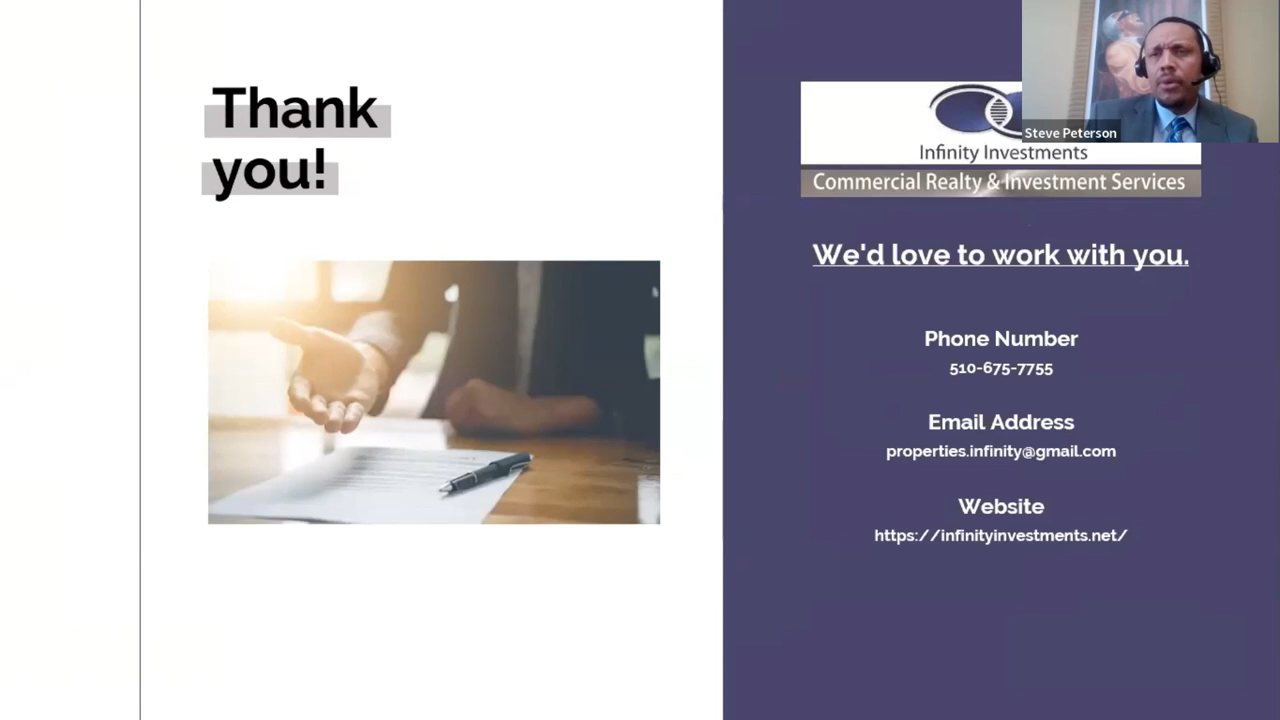 Thank
you!
Steve Peterson
Infinity Investments
Commercial Realty & Investment Services
We'd love to work with you.
Phone Number
510-675-7755
Email Address
properties.infinity@gmail.com
Website
https://infinityinvestments.net/